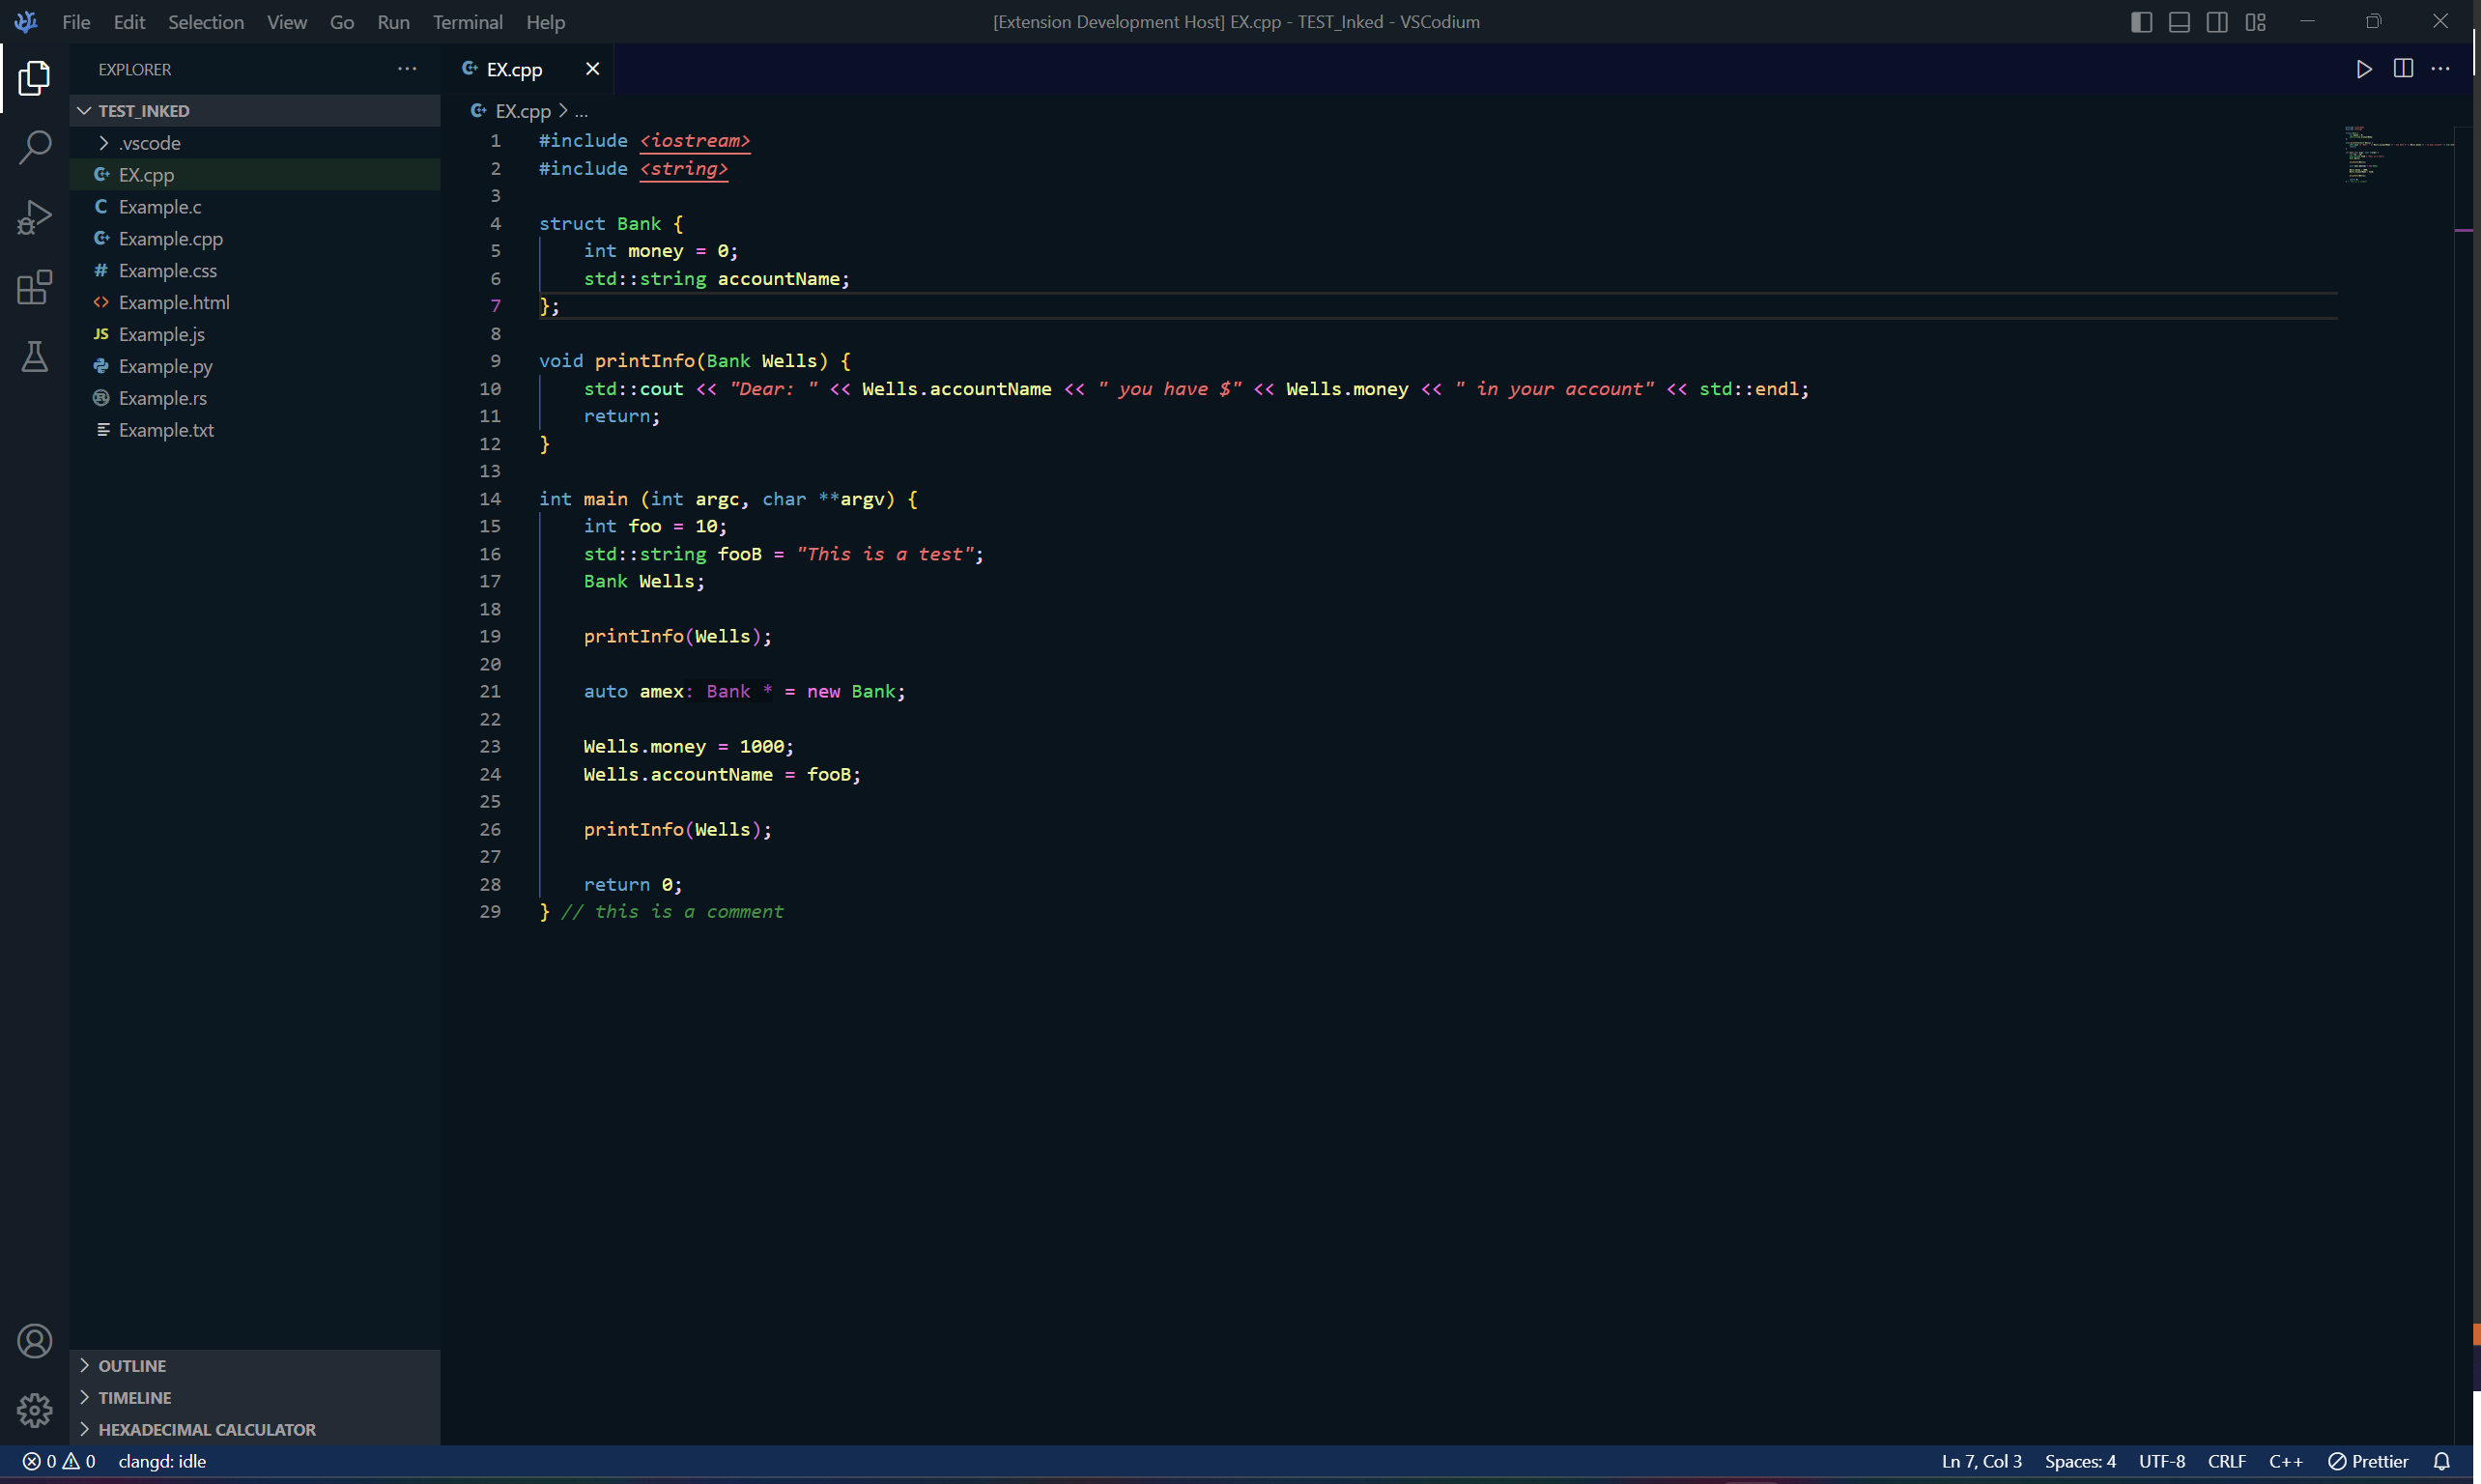 File Edit Selection View Go Run Terminal Help
[Extension Development Host] EX.cpp - TEST_Inked - VSCodium
EXPLORER
TEST_INKED
.vscode
EX.cpp
Example.c
Example.cpp
Example.css
Example.html
JS Example.js
Example.py
Example.rs
Example.txt
OUTLINE
TIMELINE
HEXADECIMAL CALCULATOR
EX.cpp
EX.cpp > ...
1 #include <iostream>
2 #include <string>
3
4 struct Bank {
5     int money = 0;
6     std::string accountName;
7 };
8
9 void printInfo(Bank Wells) {
10     std::cout << "Dear: " << Wells.accountName << " you have $" << Wells.money << " in your account" << std::endl;
11     return;
12 }
13
14 int main (int argc, char **argv) {
15     int foo = 10;
16     std::string fooB = "This is a test";
17     Bank Wells;
18
19     printInfo(Wells);
20
21     auto amex: Bank * = new Bank;
22
23     Wells.money = 1000;
24     Wells.accountName = fooB;
25
26     printInfo(Wells);
27
28     return 0;
29 } // this is a comment
0 0 clangd: idle
Ln 7, Col 3 Spaces: 4 UTF-8 CRLF C++ Prettier